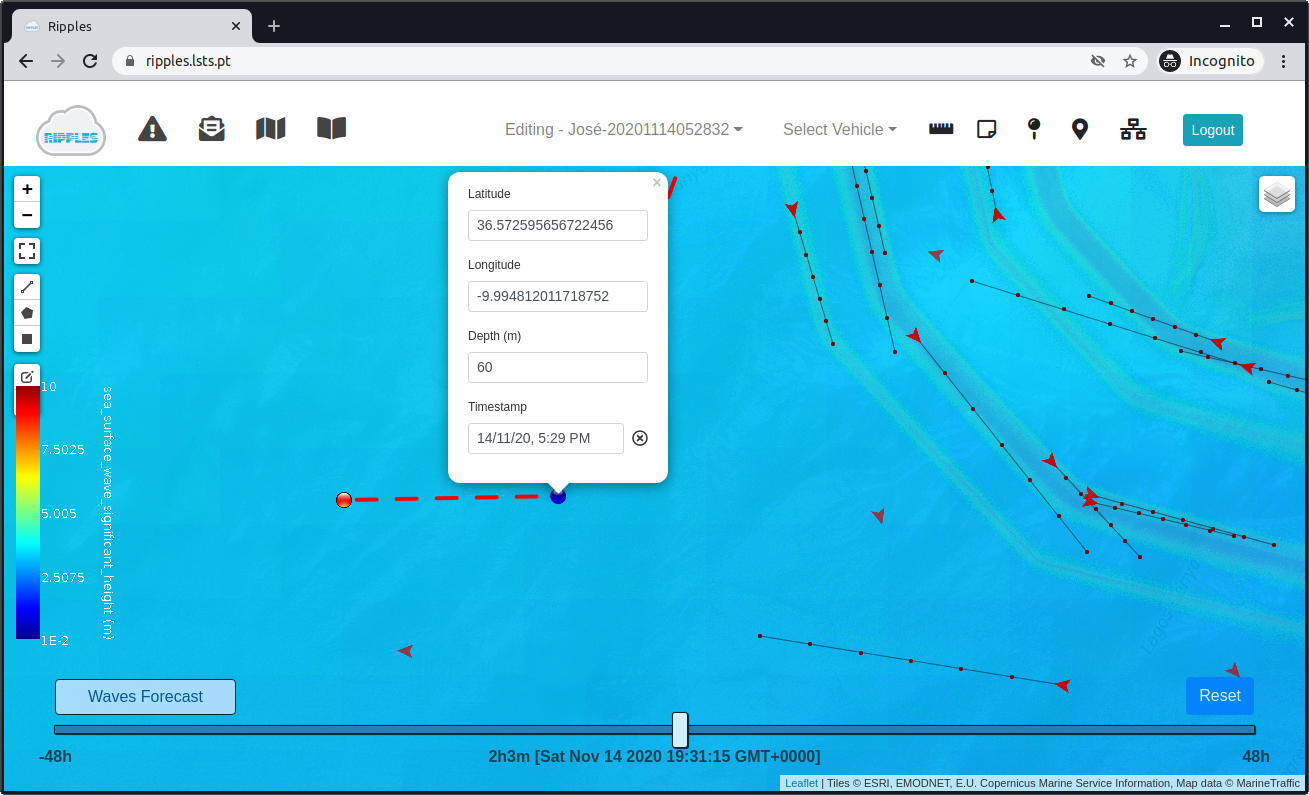 Ripples
ripples.lsts.pt
Incognito
RIPPLES
Editing - José-20201114052832
Select Vehicle
Logout
+
−
Latitude
×
36.572595656722456
Longitude
-9.994812011718752
Depth (m)
60
Timestamp
14/11/20, 5:29 PM
10
7.5025
5.005
2.5075
1E-2
sea_surface_wave_significant_height (m)
Waves Forecast
Reset
-48h
2h3m [Sat Nov 14 2020 19:31:15 GMT+0000]
48h
Leaflet | Tiles © ESRI, EMODNET, E.U. Copernicus Marine Service Information, Map data © MarineTraffic